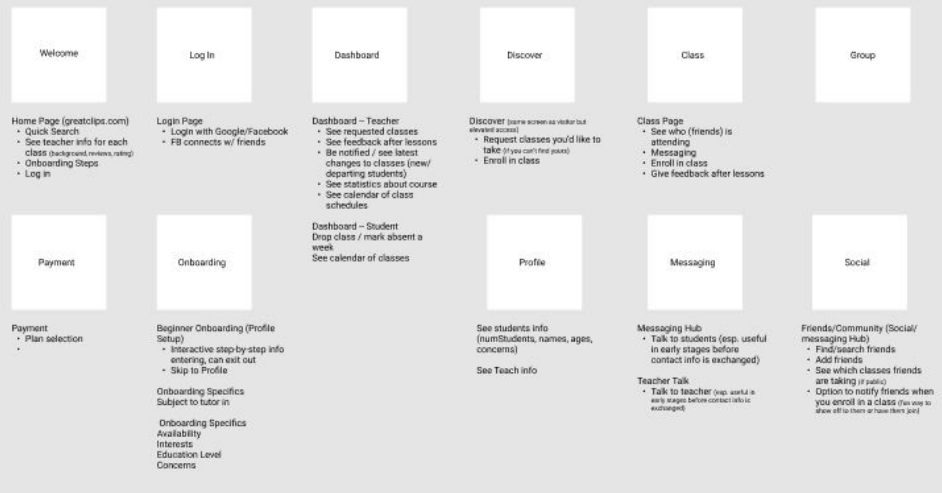 Welcome
Log In
Dashboard
Discover
Class
Group
Home Page (greatclips.com)
• Quick Search
• See teacher info for each
class (background, reviews, rating)
• Onboarding Steps
• Log in
Login Page
• Login with Google/Facebook
• FB connects w/ friends
Dashboard – Teacher
• See requested classes
• See feedback after lessons
• Be notified / see latest
changes to classes (new/
departing students)
• See statistics about course
• See calendar of class
schedules
Dashboard – Student
Drop class / mark absent a
week
See calendar of classes
Discover (same screen as visitor but
elevated access)
• Request classes you'd like to
take (if you can't find yours)
• Enroll in class
Class Page
• See who (friends) is
attending
• Messaging
• Enroll in class
• Give feedback after lessons
Payment
Onboarding
Profile
Messaging
Social
Payment
• Plan selection
•
Beginner Onboarding (Profile
Setup)
• Interactive step-by-step info
entering, can exit out
• Skip to Profile
Onboarding Specifics
Subject to tutor in
Onboarding Specifics
Availability
Interests
Education Level
Concerns
See students info
(numStudents, names, ages,
concerns)
See Teach info
Messaging Hub
• Talk to students (esp. useful
in early stages before
contact info is exchanged)
Teacher Talk
• Talk to teacher (esp. useful in
early stages before contact info is
exchanged)
Friends/Community (Social/
messaging Hub)
• Find/search friends
• Add friends
• See which classes friends
are taking (if public)
• Option to notify friends when
you enroll in a class (fun way to
show off to them or have them join)